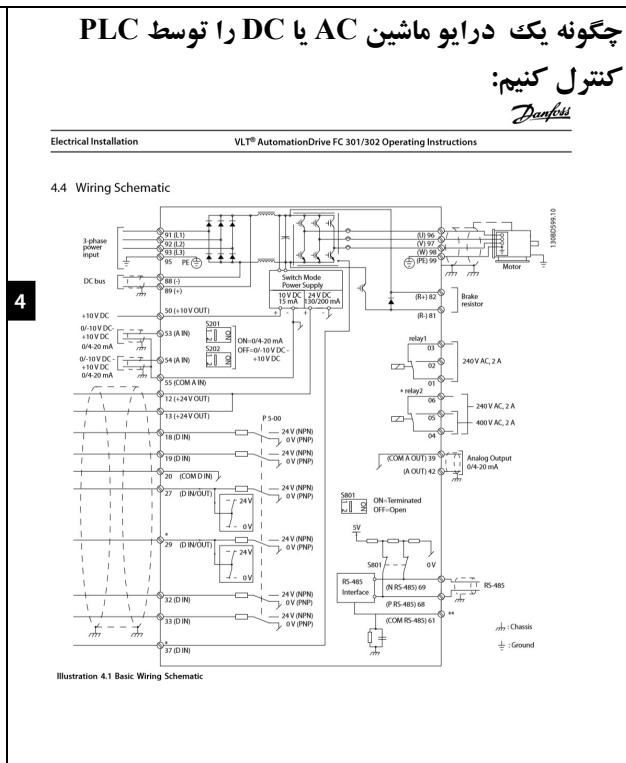 چگونه یک درایو ماشین AC یا DC را توسط PLC
کنترل کنیم:
Danfoss
Electrical Installation
VLT® AutomationDrive FC 301/302 Operating Instructions
4.4 Wiring Schematic
4
3-phase
power
input
91 (L1)
92 (L2)
93 (L3)
95 PE
DC bus
88 (-)
89 (+)
+10 V DC
50 (+10 V OUT)
0/-10 V DC-
+10 V DC
0/4-20 mA
53 (A IN)
0/-10 V DC -
+10 V DC
0/4-20 mA
54 (A IN)
55 (COM A IN)
12 (+24 V OUT)
13 (+24 V OUT)
18 (D IN)
19 (D IN)
20 (COM D IN)
27 (D IN/OUT)
24 V
0 V
*
29 (D IN/OUT)
24 V
0 V
32 (D IN)
33 (D IN)
*
37 (D IN)
S201
1 2
ON
S202
1 2
ON
ON=0/4-20 mA
OFF=0/-10 V DC -
+10 V DC
Switch Mode
Power Supply
10 V DC
15 mA
24 V DC
130/200 mA
+ - + -
P 5-00
24 V (NPN)
0 V (PNP)
24 V (NPN)
0 V (PNP)
24 V (NPN)
0 V (PNP)
24 V (NPN)
0 V (PNP)
24 V (NPN)
0 V (PNP)
24 V (NPN)
0 V (PNP)
(U) 96
(V) 97
(W) 98
(PE) 99
Motor
130BD599.10
(R+) 82
(R-) 81
Brake
resistor
relay1
03
02
01
240 V AC, 2 A
* relay2
06
05
04
240 V AC, 2 A
400 V AC, 2 A
(COM A OUT) 39
(A OUT) 42
Analog Output
0/4-20 mA
S801
1 2
ON
ON=Terminated
OFF=Open
5V
S801
0 V
RS-485
Interface
(N RS-485) 69
(P RS-485) 68
(COM RS-485) 61
**
RS-485
: Chassis
: Ground
Illustration 4.1 Basic Wiring Schematic